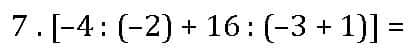 7 . [–4 : (–2) + 16 : (–3 + 1)] =